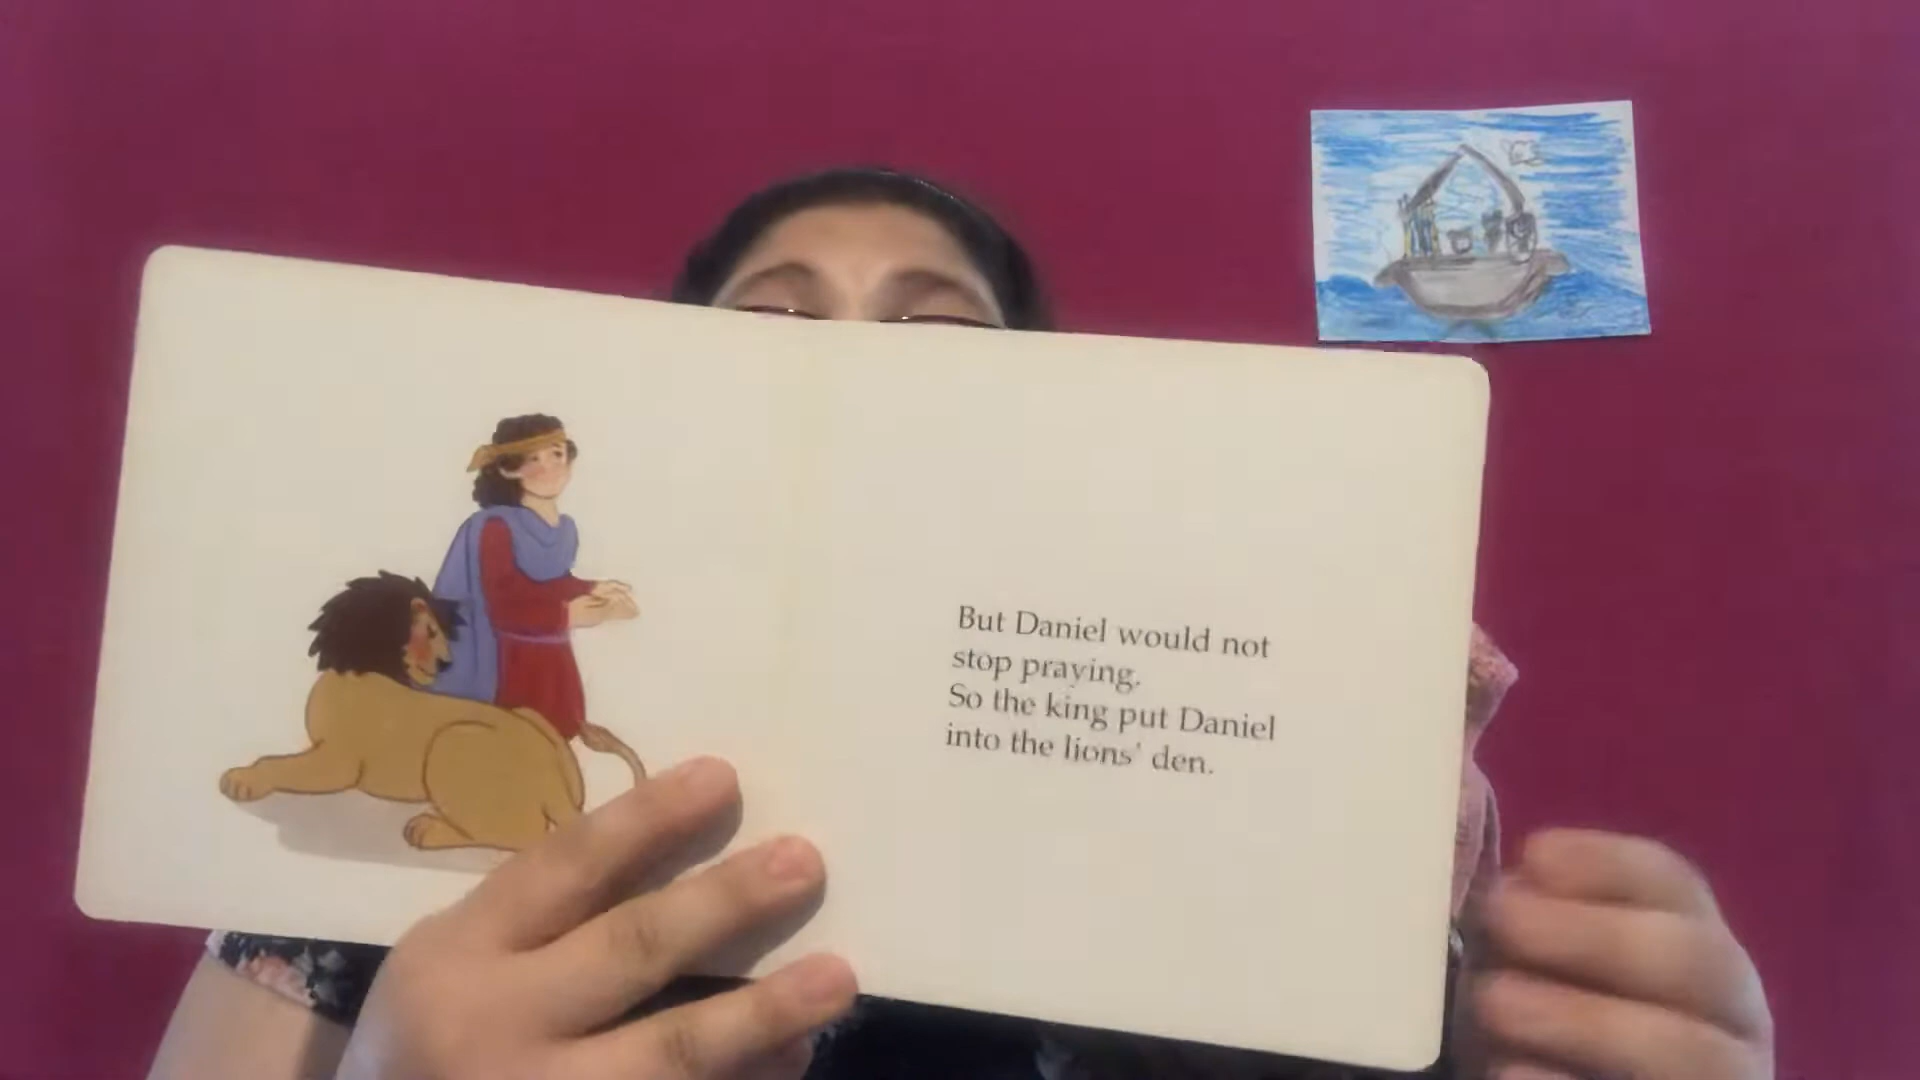 But Daniel would not
stop praying.
So the king put Daniel
into the lions' den.